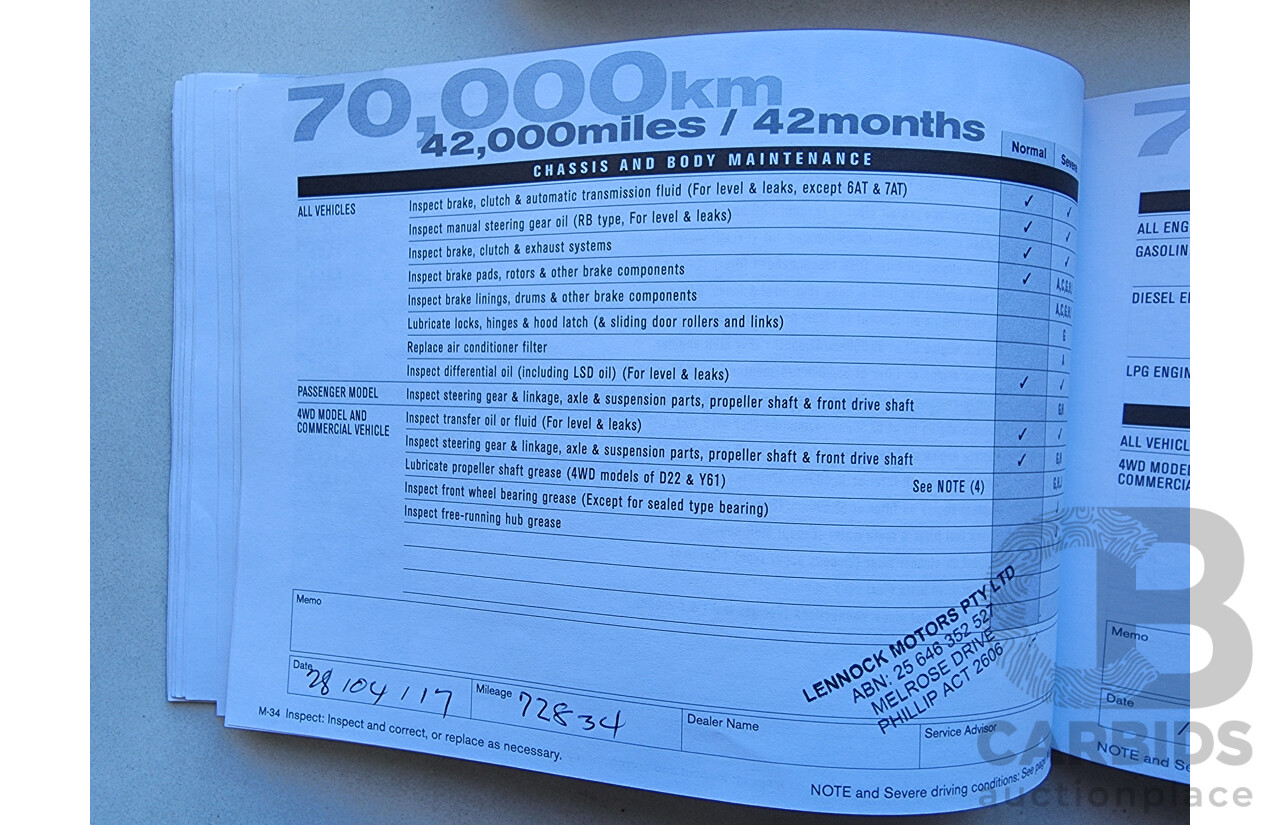 70,000km
42,000miles / 42months
Normal Severe
CHASSIS AND BODY MAINTENANCE
ALL VEHICLES Inspect brake, clutch & automatic transmission fluid (For level & leaks, except 6AT & 7AT) ✓ ✓
Inspect manual steering gear oil (RB type, For level & leaks) ✓ ✓
Inspect brake, clutch & exhaust systems ✓ ✓
Inspect brake pads, rotors & other brake components ✓
Inspect brake linings, drums & other brake components
Lubricate locks, hinges & hood latch (& sliding door rollers and links)
Replace air conditioner filter
Inspect differential oil (including LSD oil) (For level & leaks) ✓ ✓
PASSENGER MODEL Inspect steering gear & linkage, axle & suspension parts, propeller shaft & front drive shaft
4WD MODEL AND
COMMERCIAL VEHICLE
Inspect transfer oil or fluid (For level & leaks) ✓ ✓
Inspect steering gear & linkage, axle & suspension parts, propeller shaft & front drive shaft ✓
Lubricate propeller shaft grease (4WD models of D22 & Y61) See NOTE (4)
Inspect front wheel bearing grease (Except for sealed type bearing)
Inspect free-running hub grease
Memo
LENNOCK MOTORS PTY LTD
ABN: 25 646 352 527
MELROSE DRIVE
PHILLIP ACT 2606
Date 28/04/17 Mileage 72834 Dealer Name Service Advisor
M-34 Inspect: Inspect and correct, or replace as necessary.
NOTE and Severe driving conditions: See
7
ALL ENG
GASOLIN
DIESEL E
LPG ENGIN
ALL VEHICL
4WD MODEL
COMMERCIA
Memo
Date
NOTE and Se
CB
CARBIDS
auctionplace